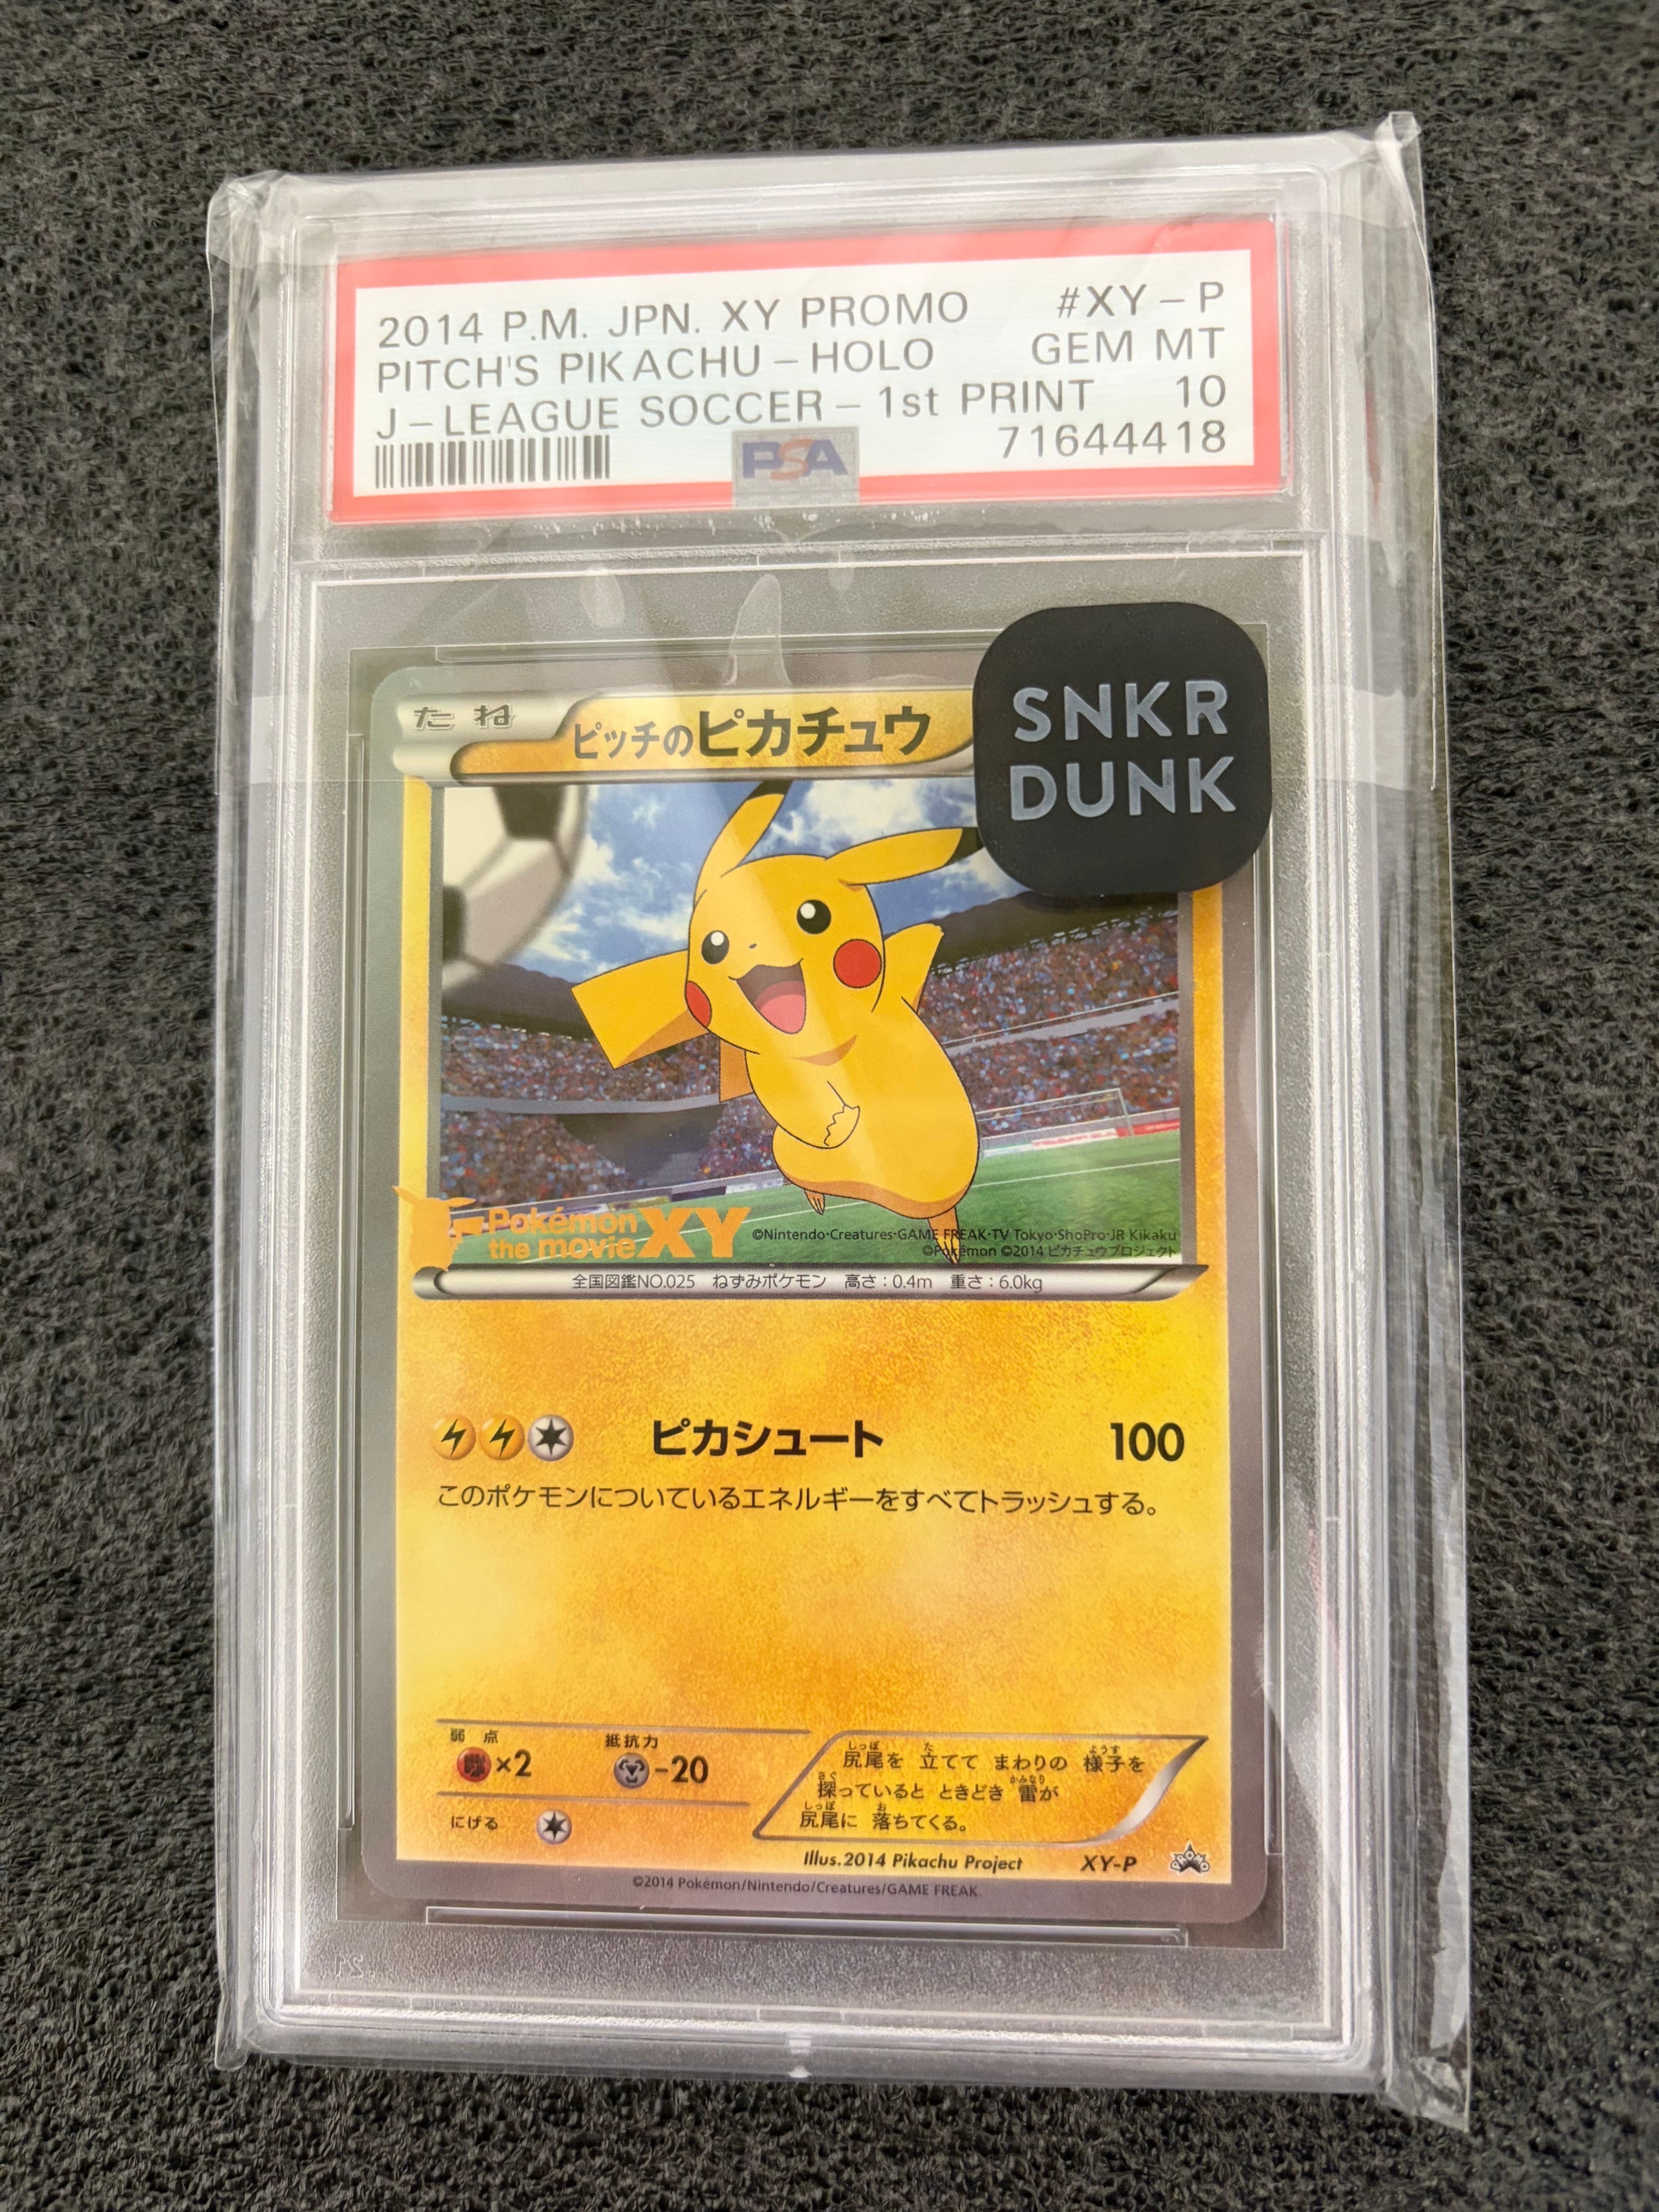 2014 P.M. JPN. XY PROMO #XY-P
PITCH'S PIKACHU-HOLO GEM MT
J-LEAGUE SOCCER-1st PRINT 10
PSA 71644418
SNKR
DUNK
たね ピッチのピカチュウ
Pokémon
the movie XY
©Nintendo·Creatures·GAME FREAK·TV Tokyo·ShoPro·JR Kikaku
©Pokémon ©2014 ピカチュウプロジェクト
全国図鑑NO.025 ねずみポケモン 高さ:0.4m 重さ:6.0kg
ピカシュート 100
このポケモンについているエネルギーをすべてトラッシュする。
弱点 抵抗力
×2 -20
にげる
尻尾を 立てて まわりの 様子を
探っていると ときどき 雷が
尻尾に 落ちてくる。
Illus.2014 Pikachu Project XY-P PROMO
©2014 Pokémon/Nintendo/Creatures/GAME FREAK.